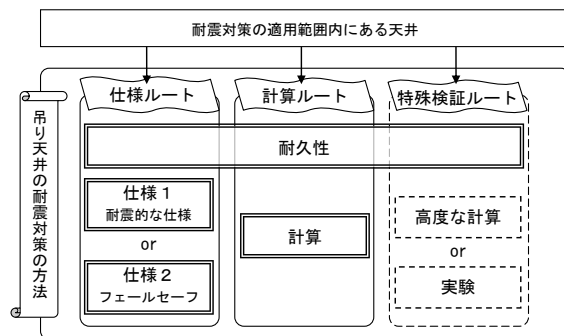 耐震対策の適用範囲内にある天井
吊り天井の耐震対策の方法
仕様ルート
計算ルート
特殊検証ルート
耐久性
仕様１
耐震的な仕様
or
仕様２
フェールセーフ
計算
高度な計算
or
実験